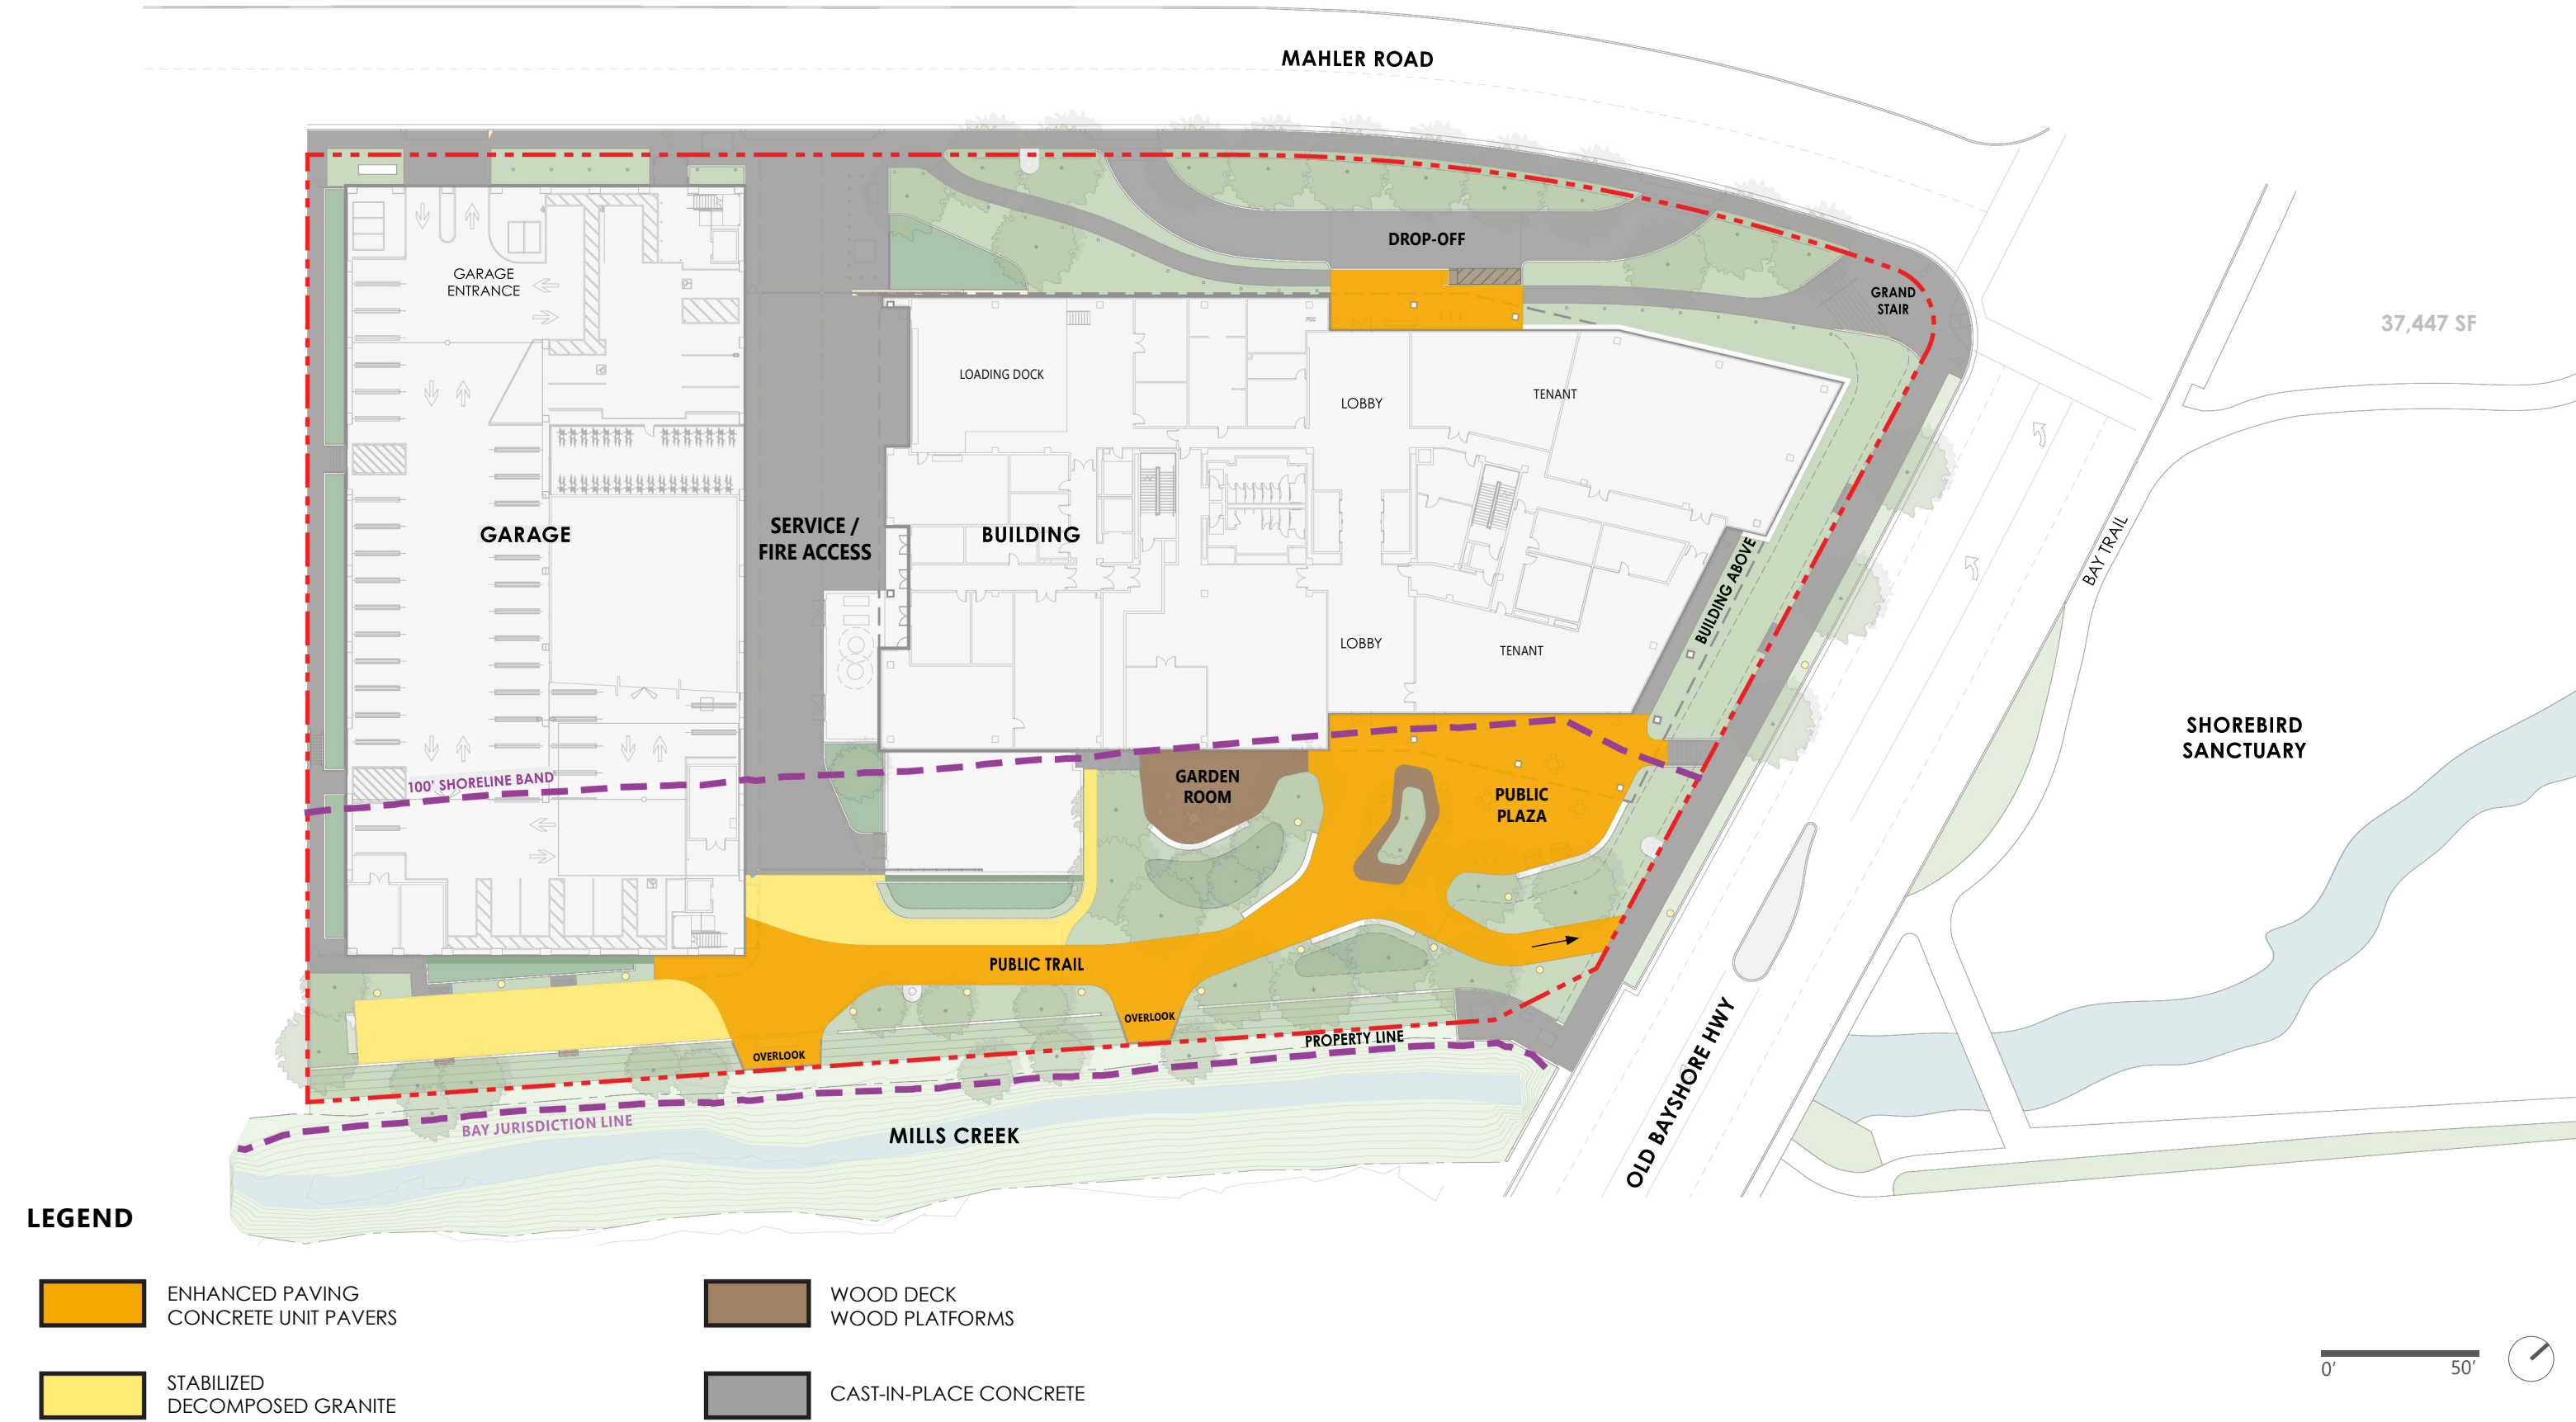 MAHLER ROAD
DROP-OFF
GARAGE
ENTRANCE
GRAND
STAIR
37,447 SF
LOADING DOCK
LOBBY
TENANT
GARAGE
SERVICE /
FIRE ACCESS
BUILDING
BUILDING ABOVE
BAY TRAIL
LOBBY
TENANT
SHOREBIRD
SANCTUARY
100' SHORELINE BAND
GARDEN
ROOM
PUBLIC
PLAZA
PUBLIC TRAIL
OVERLOOK
OVERLOOK
PROPERTY LINE
OLD BAYSHORE HWY
BAY JURISDICTION LINE
MILLS CREEK
LEGEND
ENHANCED PAVING
CONCRETE UNIT PAVERS
WOOD DECK
WOOD PLATFORMS
STABILIZED
DECOMPOSED GRANITE
CAST-IN-PLACE CONCRETE
0' 50'